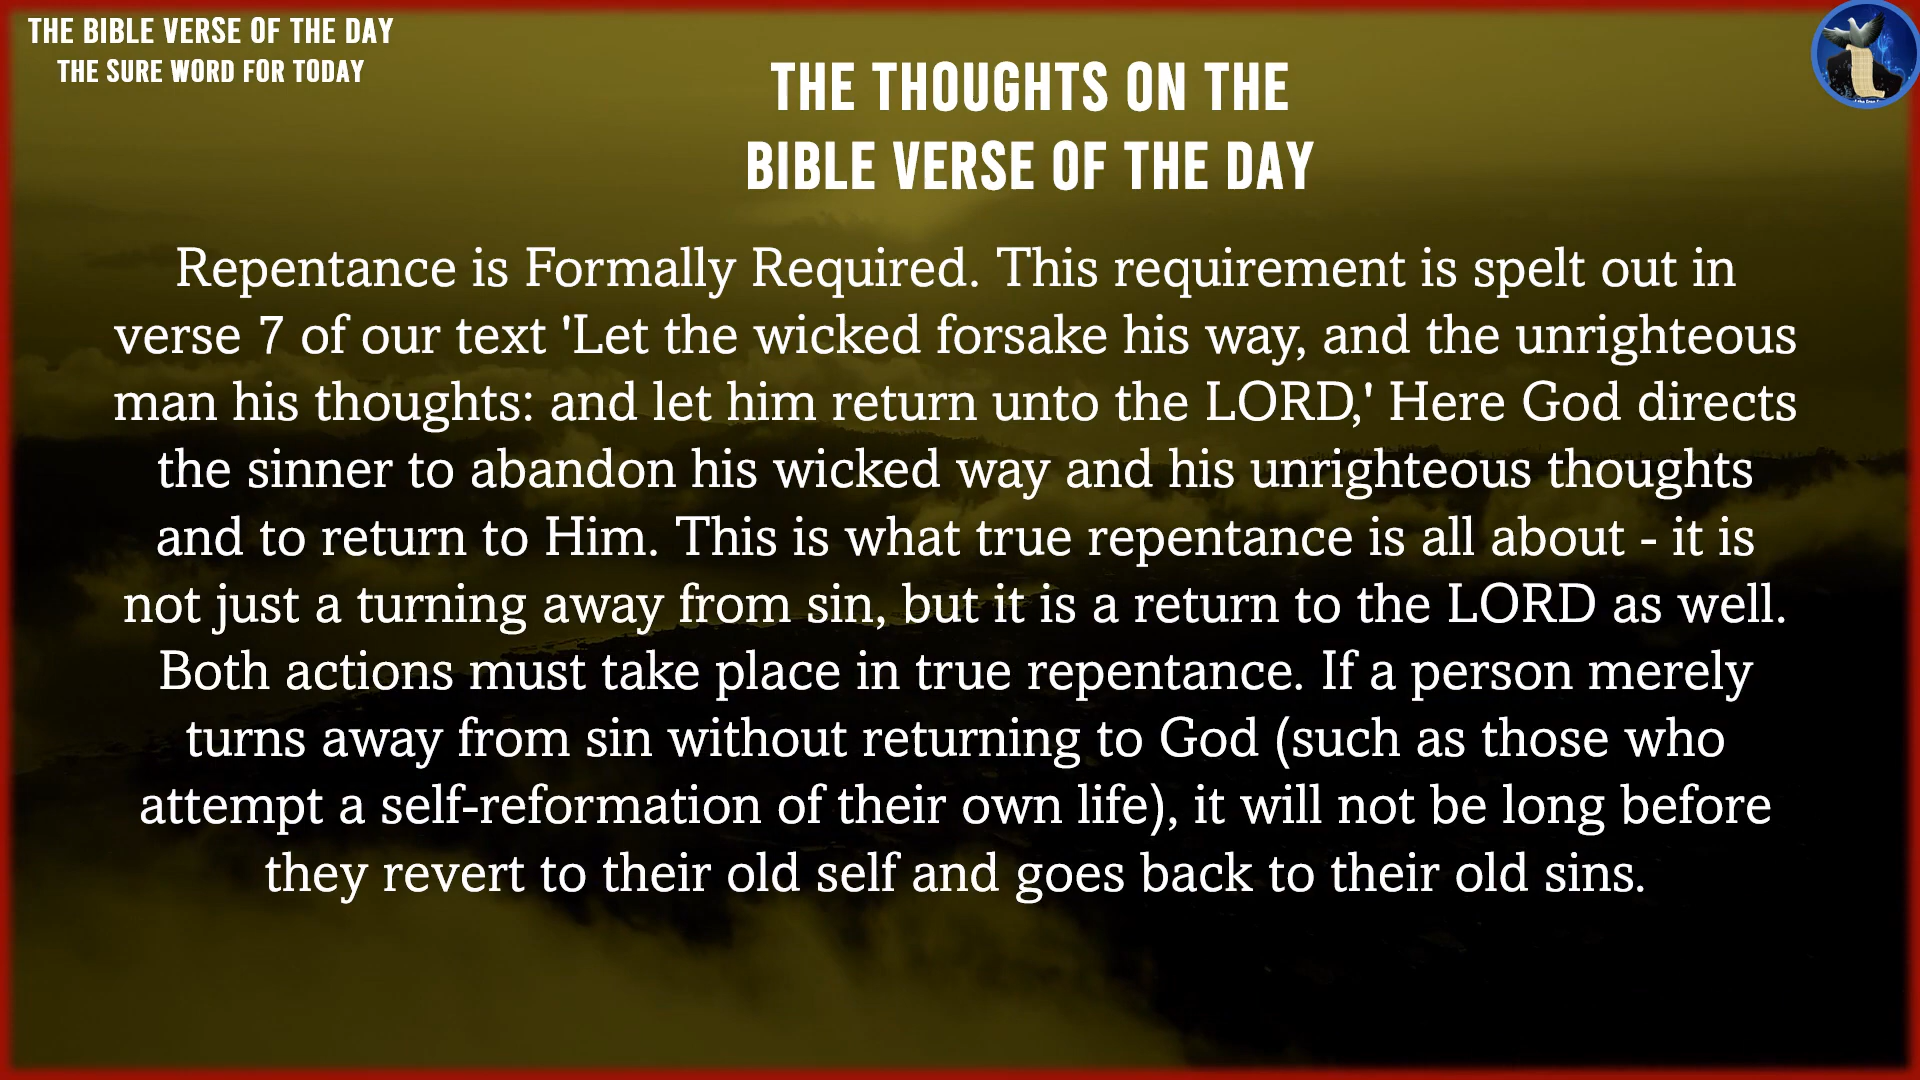 THE BIBLE VERSE OF THE DAY
THE SURE WORD FOR TODAY
THE THOUGHTS ON THE
BIBLE VERSE OF THE DAY
Repentance is Formally Required. This requirement is spelt out in
verse 7 of our text 'Let the wicked forsake his way, and the unrighteous
man his thoughts: and let him return unto the LORD,' Here God directs
the sinner to abandon his wicked way and his unrighteous thoughts
and to return to Him. This is what true repentance is all about - it is
not just a turning away from sin, but it is a return to the LORD as well.
Both actions must take place in true repentance. If a person merely
turns away from sin without returning to God (such as those who
attempt a self-reformation of their own life), it will not be long before
they revert to their old self and goes back to their old sins.